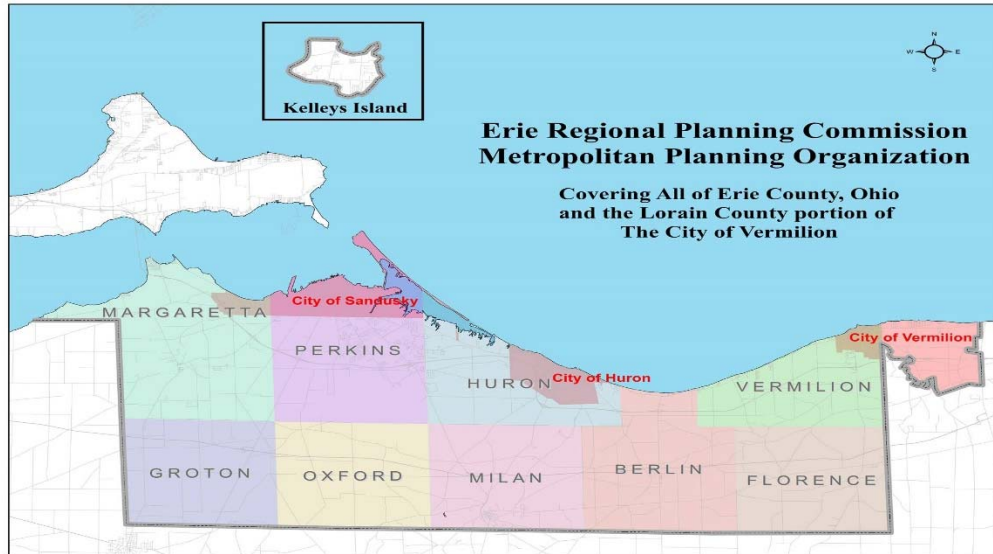 N
W E
S
Kelleys Island
Erie Regional Planning Commission
Metropolitan Planning Organization
Covering All of Erie County, Ohio
and the Lorain County portion of
The City of Vermilion
City of Sandusky
MARGARETTA
PERKINS
City of Vermilion
HURON
City of Huron
VERMILION
GROTON
OXFORD
MILAN
BERLIN
FLORENCE